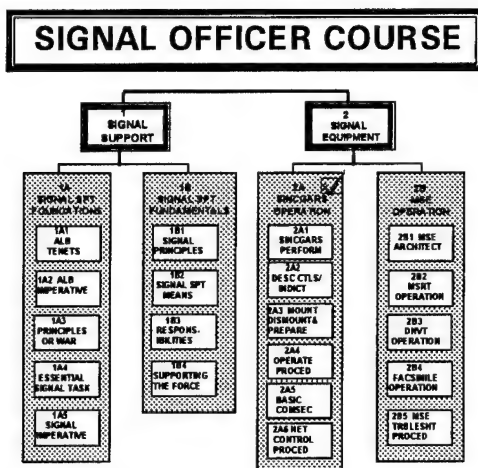 SIGNAL OFFICER COURSE
1
SIGNAL
SUPPORT
2
SIGNAL
EQUIPMENT
1A
SIGNAL SPT
FOUNDATIONS
1A1
ALB
TENETS
1A2 ALB
IMPERATIVE
1A3
PRINCIPLES
OR WAR
1A4
ESSENTIAL
SIGNAL TASK
1A5
SIGNAL
IMPERATIVE
1B
SIGNAL SPT
FUNDAMENTALS
1B1
SIGNAL
PRINCIPLES
1B2
SIGNAL SPT
MEANS
1B3
RESPONS-
IBILITIES
1B4
SUPPORTING
THE FORCE
2A
SINCGARS
OPERATION
2A1
SINCGARS
PERFORM
2A2
DESC CTLS/
INDICT
2A3 MOUNT
DISMOUNT&
PREPARE
2A4
OPERATE
PROCED
2A5
BASIC
COMSEC
2A6 NET
CONTROL
PROCED
2B
MSE
OPERATION
2B1 MSE
ARCHITECT
2B2
MSRT
OPERATION
2B3
DNVT
OPERATION
2B4
FACSIMILE
OPERATION
2B5 MSE
TRBLESHT
PROCED